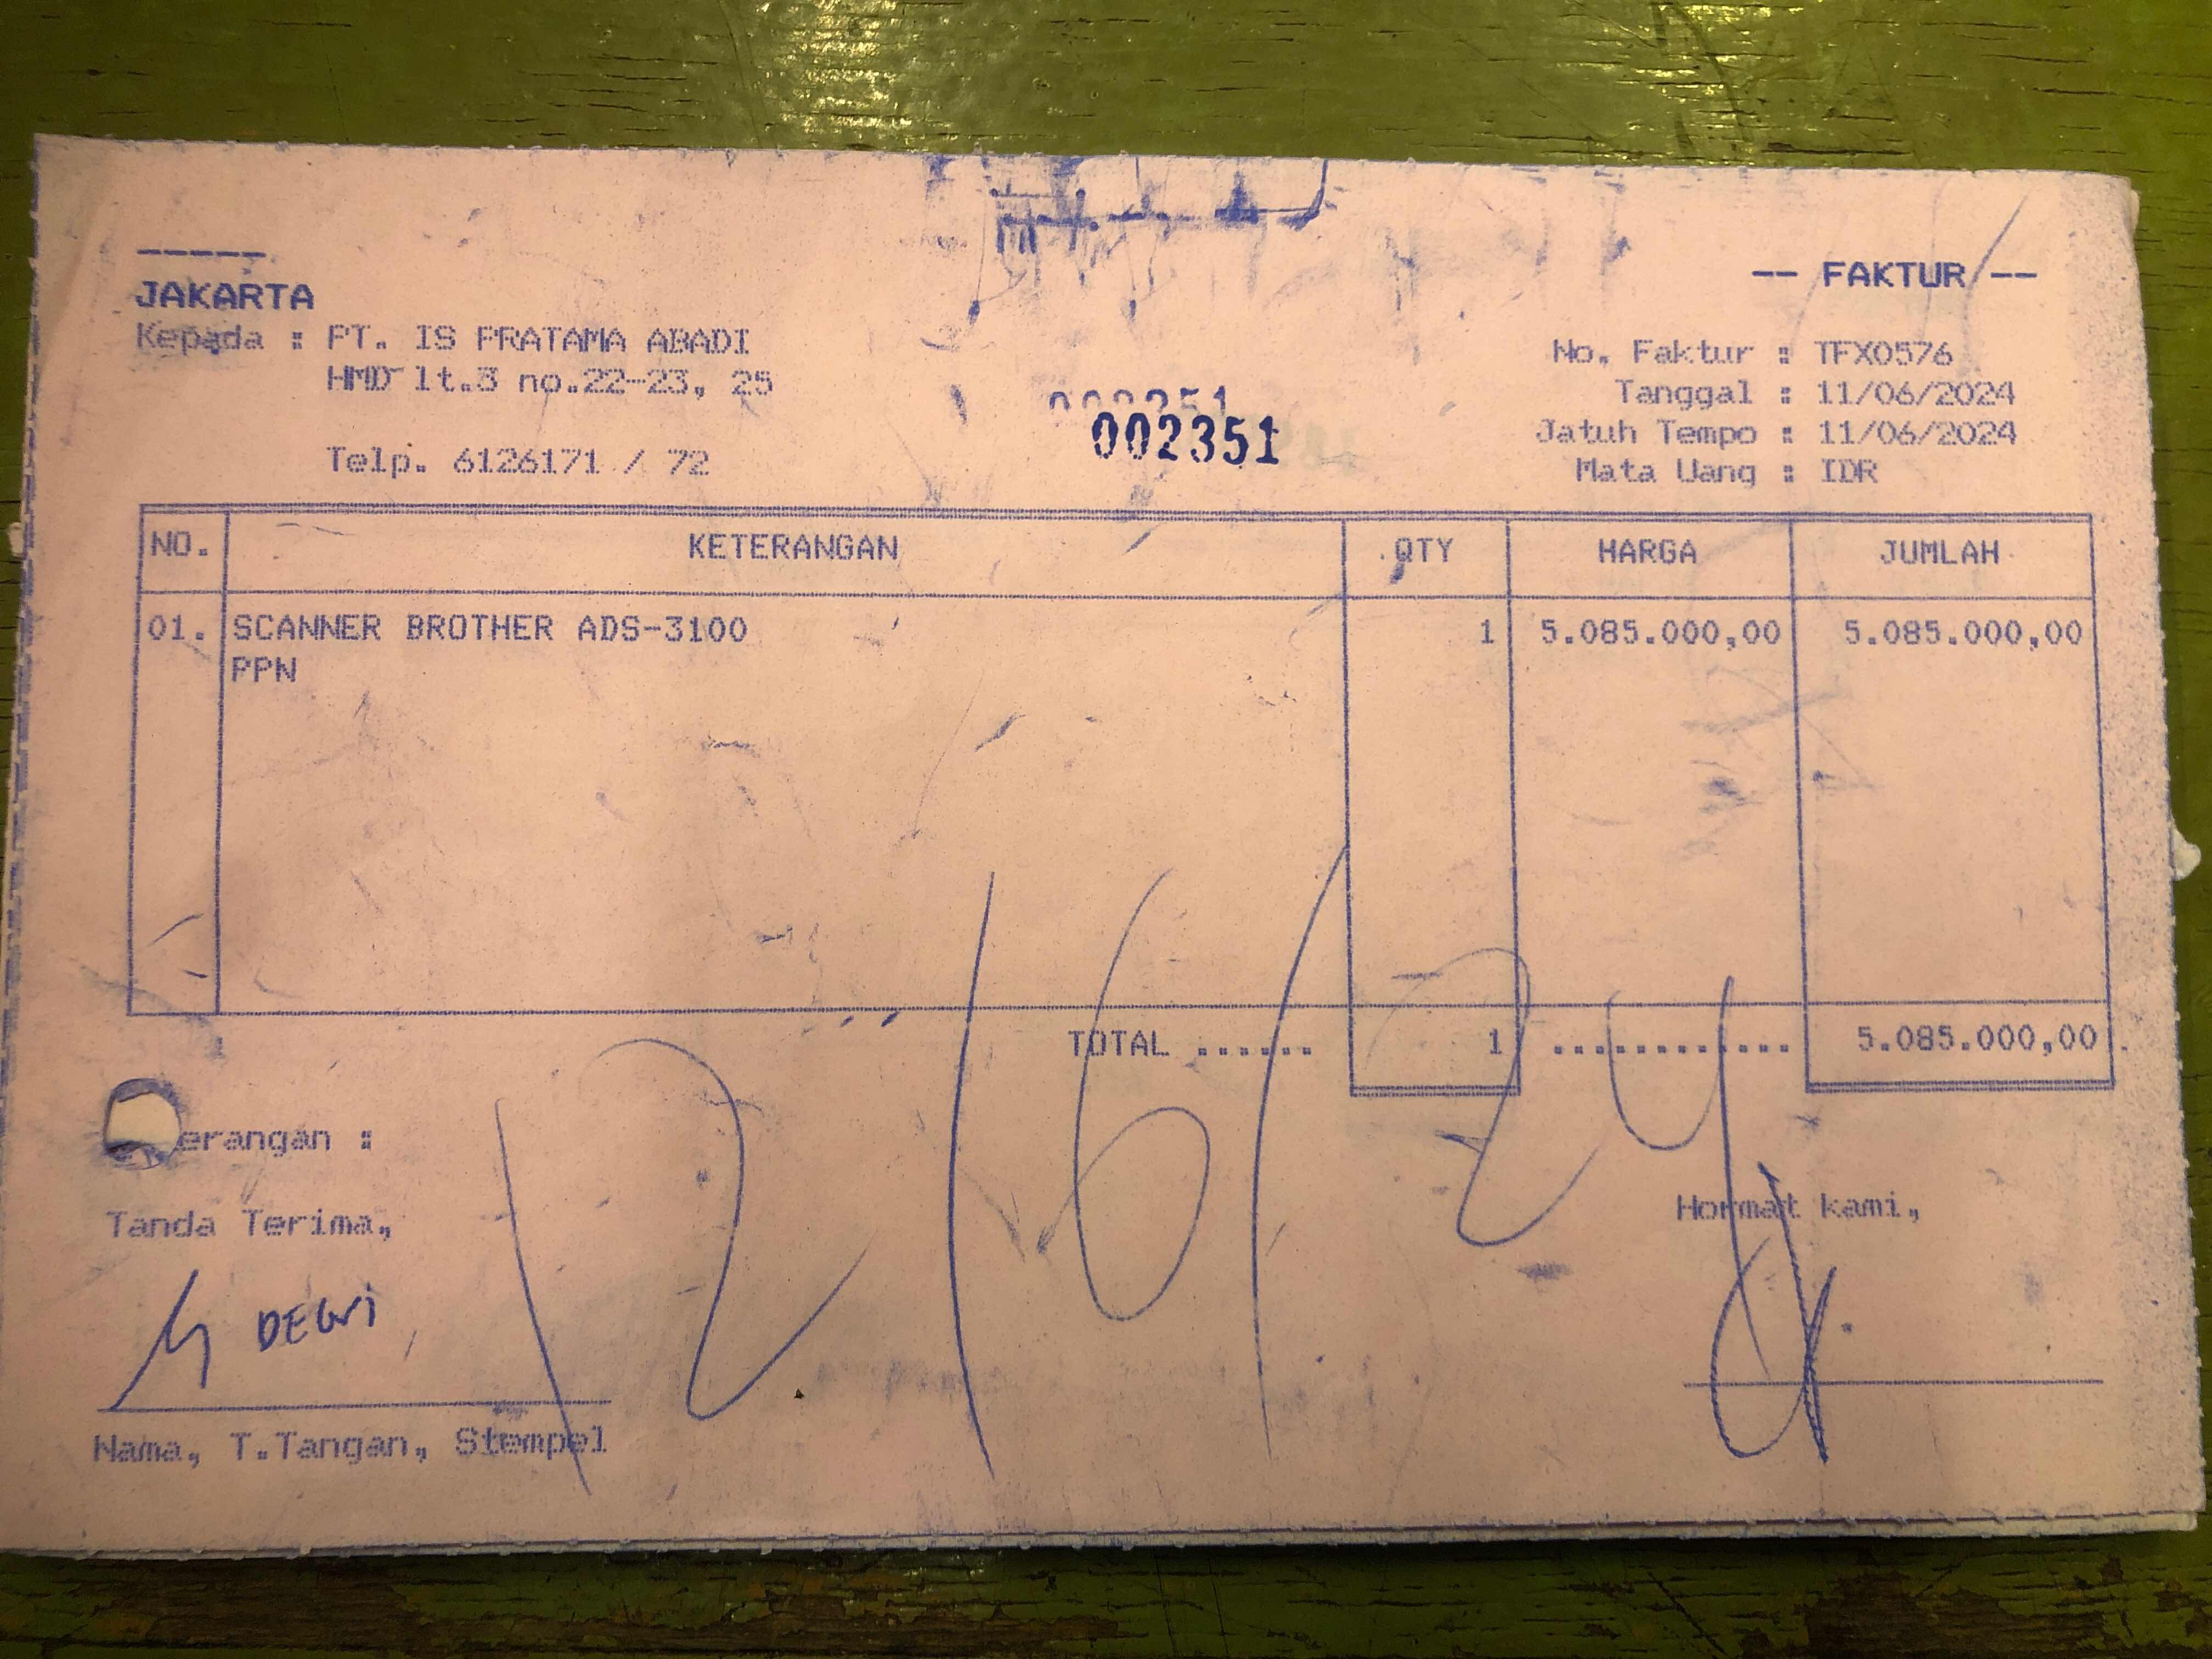 -----
JAKARTA
-- FAKTUR --
Kepada : PT. IS PRATAMA ABADI
HMD lt.3 no.22-23, 25
Telp. 6126171 / 72
002351
002351
No. Faktur : TFX0576
Tanggal : 11/06/2024
Jatuh Tempo : 11/06/2024
Mata Uang : IDR
NO. KETERANGAN QTY HARGA JUMLAH
01. SCANNER BROTHER ADS-3100 1 5.085.000,00 5.085.000,00
PPN
TOTAL ...... 1 ............ 5.085.000,00
12/6/24
erangan :
Tanda Terima,
Hormat kami,
DEWI
Nama, T.Tangan, Stempel